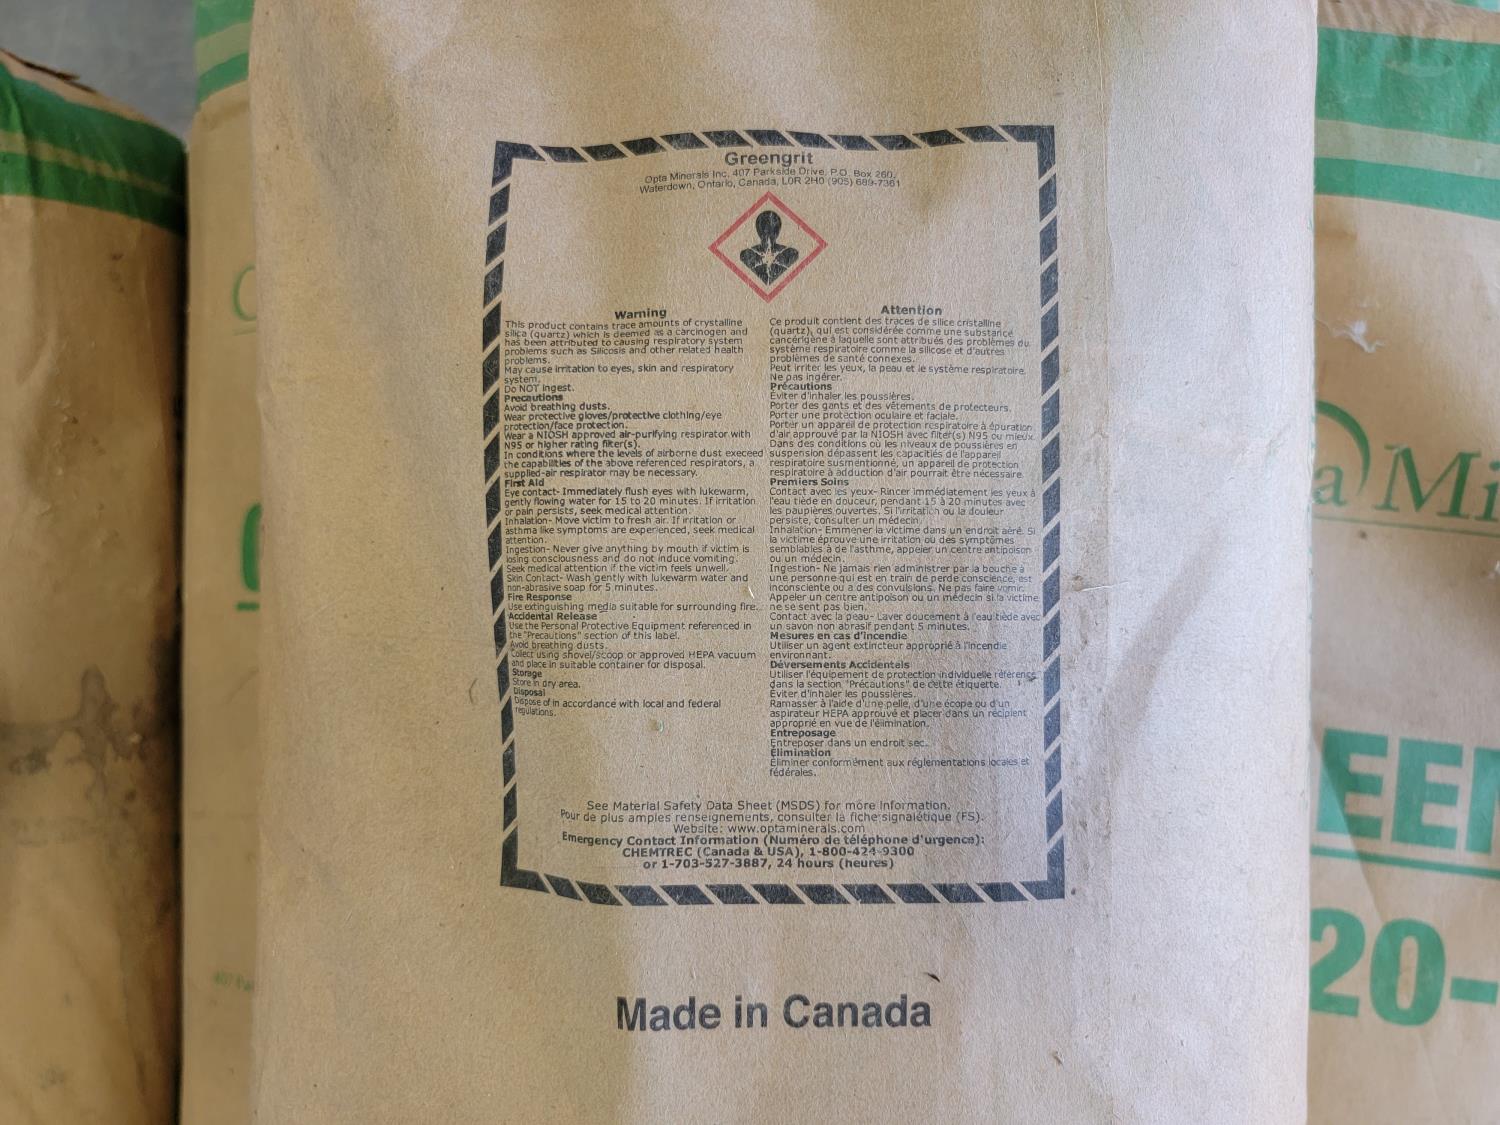 Greengrit
Opta Minerals Inc. 407 Parkside Drive, P.O. Box 260,
Waterdown, Ontario, Canada, L0R 2H0 (905) 689-7361
Warning
This product contains trace amounts of crystalline
silica (quartz) which is deemed as a carcinogen and
has been attributed to causing respiratory system
problems such as Silicosis and other related health
problems.
May cause irritation to eyes, skin and respiratory
system.
Do NOT ingest.
Precautions
Avoid breathing dusts.
Wear protective gloves/protective clothing/eye
protection/face protection.
Wear a NIOSH approved air-purifying respirator with
N95 or higher rating filter(s).
In conditions where the levels of airborne dust execeed
the capabilities of the above referenced respirators, a
supplied-air respirator may be necessary.
First Aid
Eye contact- Immediately flush eyes with lukewarm,
gently flowing water for 15 to 20 minutes. If irritation
or pain persists, seek medical attention.
Inhalation- Move victim to fresh air. If irritation or
asthma like symptoms are experienced, seek medical
attention.
Ingestion- Never give anything by mouth if victim is
losing consciousness and do not induce vomiting.
Seek medical attention if the victim feels unwell.
Skin Contact- Wash gently with lukewarm water and
non-abrasive soap for 5 minutes.
Fire Response
Use extinguishing media suitable for surrounding fire.
Accidental Release
Use the Personal Protective Equipment referenced in
the "Precautions" section of this label.
Avoid breathing dusts.
Collect using shovel/scoop or approved HEPA vacuum
and place in suitable container for disposal.
Storage
Store in dry area.
Disposal
Dispose of in accordance with local and federal
regulations.
Attention
Ce produit contient des traces de silice cristalline
(quartz), qui est considérée comme une substance
cancérigène à laquelle sont attribués des problèmes du
système respiratoire comme la silicose et d'autres
problèmes de santé connexes.
Peut irriter les yeux, la peau et le système respiratoire.
Ne pas ingérer.
Précautions
Éviter d'inhaler les poussières.
Porter des gants et des vêtements de protecteurs
Porter une protection oculaire et faciale.
Porter un appareil de protection respiratoire à épuration
d'air approuvé par la NIOSH avec filter(s) N95 ou mieux.
Dans des conditions où les niveaux de poussières en
suspension dépassent les capacités de l'appareil
respiratoire susmentionné, un appareil de protection
respiratoire à adduction d'air pourrait être nécessaire.
Premiers Soins
Contact avec les yeux- Rincer immédiatement les yeux à
l'eau tiède en douceur, pendant 15 à 20 minutes avec
les paupières ouvertes. Si l'irritation ou la douleur
persiste, consulter un médecin.
Inhalation- Emmener la victime dans un endroit aéré. Si
la victime éprouve une irritation ou des symptômes
semblables à de l'asthme, appeler un centre antipoison
ou un médecin.
Ingestion- Ne jamais rien administrer par la bouche à
une personne qui est en train de perde conscience, est
inconsciente ou a des convulsions. Ne pas faire vomir.
Appeler un centre antipoison ou un médecin si la victime
ne se sent pas bien.
Contact avec la peau- Laver doucement à l'eau tiède avec
un savon non abrasif pendant 5 minutes.
Mesures en cas d'incendie
Utiliser un agent extincteur approprié à l'incendie
environnant.
Déversements Accidentels
Utiliser l'équipement de protection individuelle référence
dans la section "Précautions" de cette étiquette.
Éviter d'inhaler les poussières.
Ramasser à l'aide d'une pelle, d'une écope ou d'un
aspirateur HEPA approuvé et placer dans un récipient
approprié en vue de l'élimination.
Entreposage
Entreposer dans un endroit sec.
Élimination
Éliminer conformément aux réglementations locales et
fédérales.
See Material Safety Data Sheet (MSDS) for more information.
Pour de plus amples renseignements, consulter la fiche signalétique (FS).
Website: www.optaminerals.com
Emergency Contact Information (Numéro de téléphone d'urgence):
CHEMTREC (Canada & USA), 1-800-424-9300
or 1-703-527-3887, 24 hours (heures)
Made in Canada
a Mi
EEN
20-